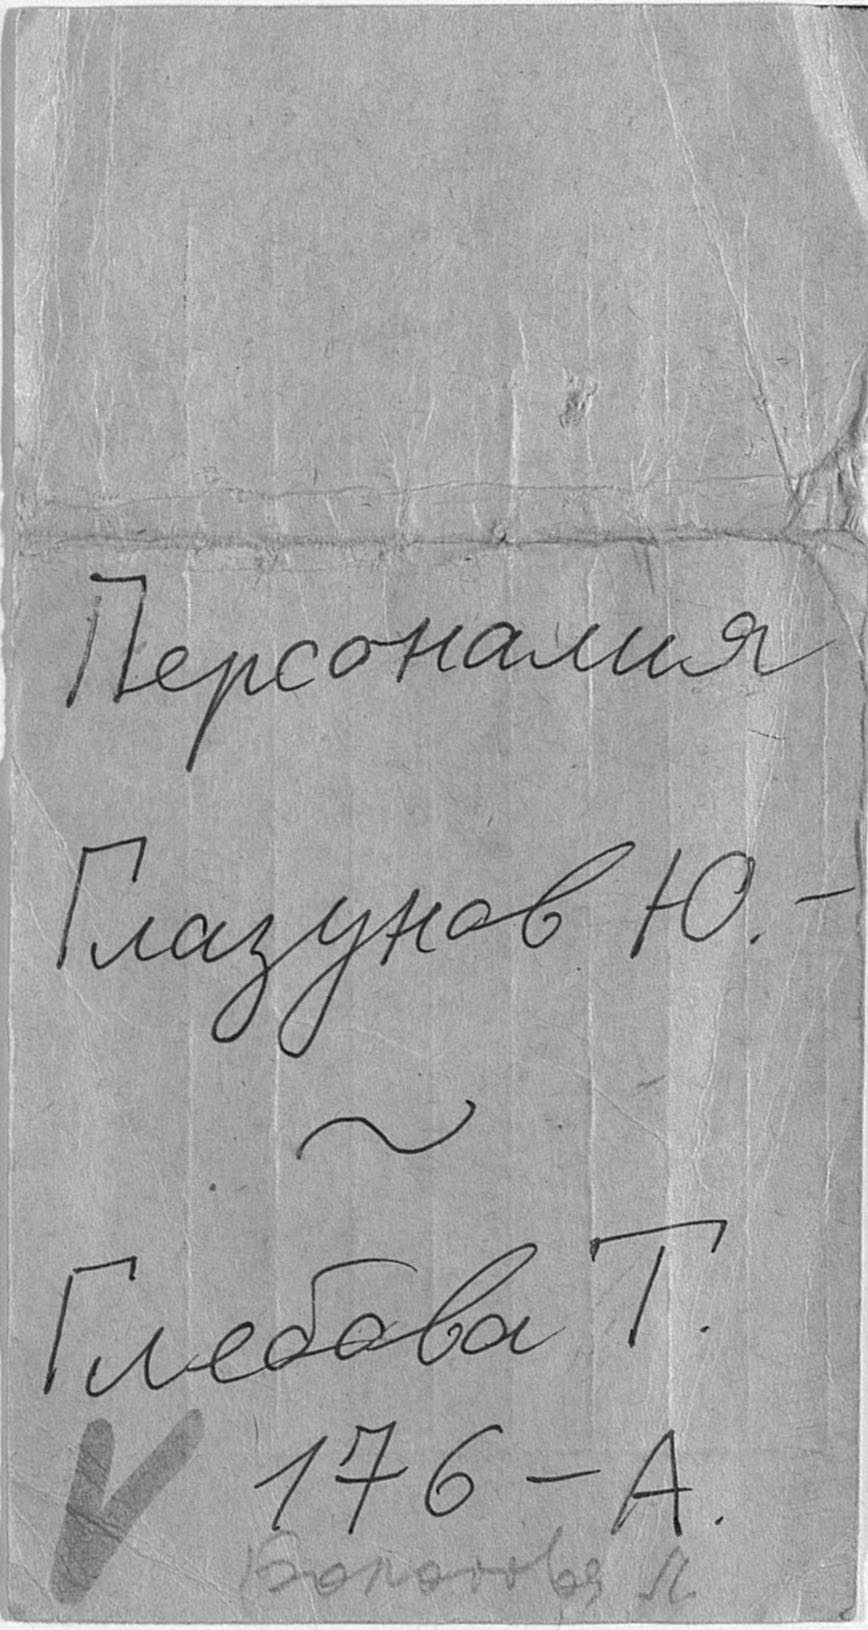 Персоналия
Глазунов Ю.-
~
Глебова Т.
176-А.